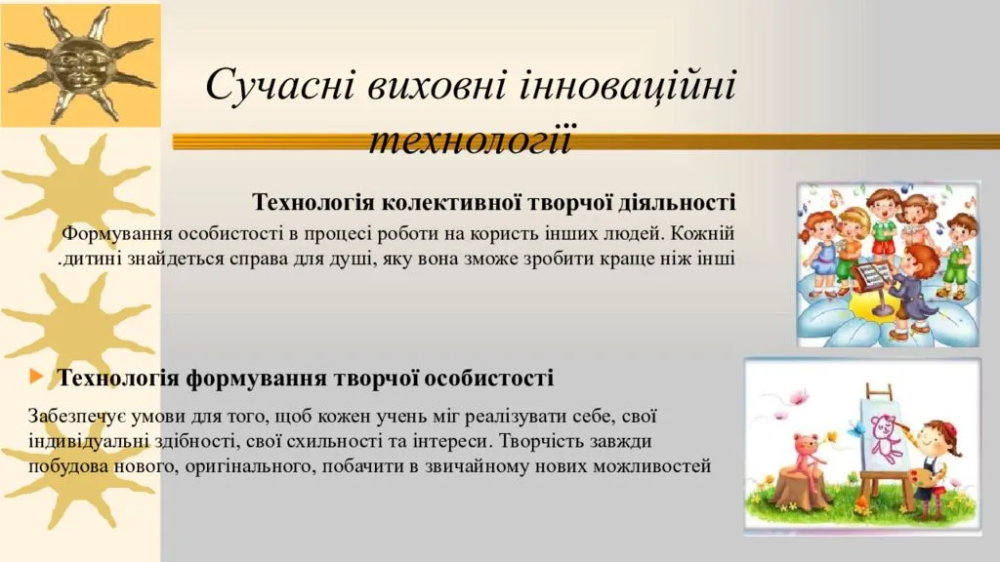 Сучасні виховні інноваційні
технології
Технологія колективної творчої діяльності
Формування особистості в процесі роботи на користь інших людей. Кожній
.дитині знайдеться справа для душі, яку вона зможе зробити краще ніж інші
Технологія формування творчої особистості
Забезпечує умови для того, щоб кожен учень міг реалізувати себе, свої
індивідуальні здібності, свої схильності та інтереси. Творчість завжди
побудова нового, оригінального, побачити в звичайному нових можливостей